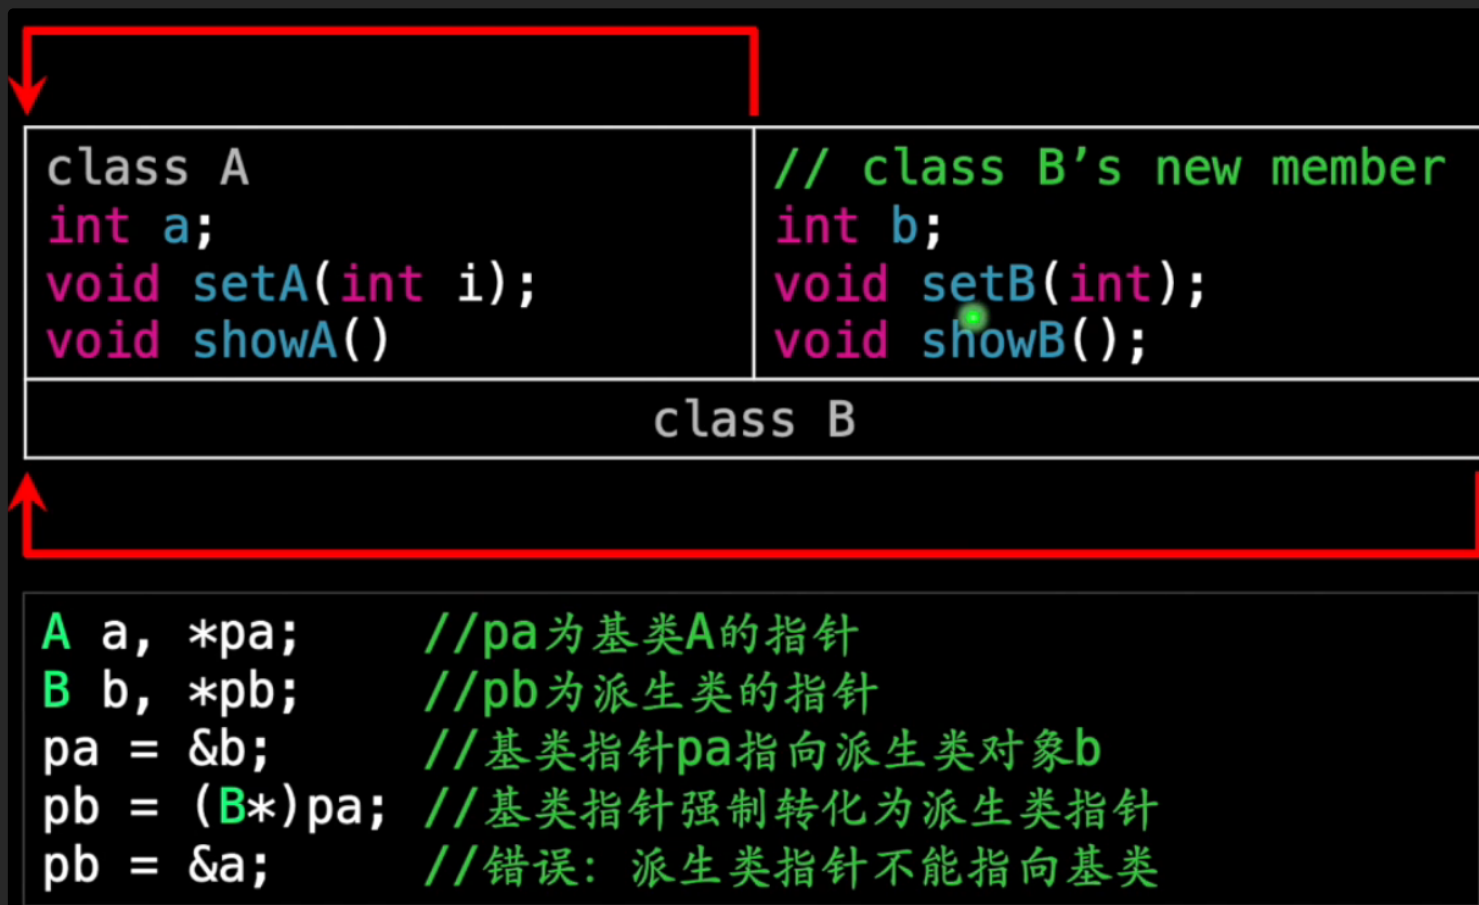 class A
int a;
void setA(int i);
void showA()
// class B’s new member
int b;
void setB(int);
void showB();
class B
A a, *pa; //pa为基类A的指针
B b, *pb; //pb为派生类的指针
pa = &b; //基类指针pa指向派生类对象b
pb = (B*)pa; //基类指针强制转化为派生类指针
pb = &a; //错误：派生类指针不能指向基类